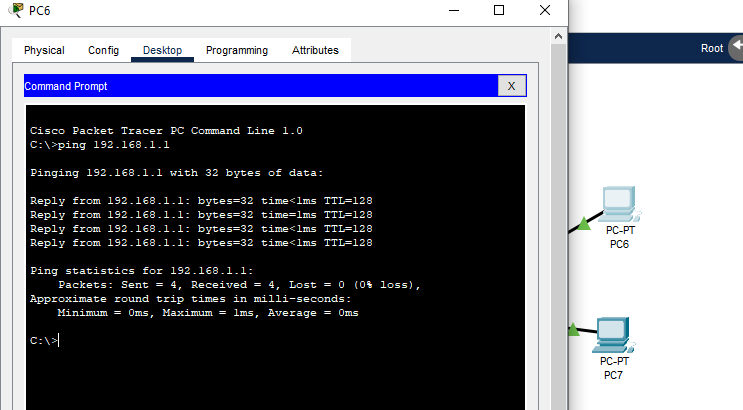 PC6
Physical Config Desktop Programming Attributes
Command Prompt
X
Cisco Packet Tracer PC Command Line 1.0
C:\>ping 192.168.1.1
Pinging 192.168.1.1 with 32 bytes of data:
Reply from 192.168.1.1: bytes=32 time<1ms TTL=128
Reply from 192.168.1.1: bytes=32 time<1ms TTL=128
Reply from 192.168.1.1: bytes=32 time=1ms TTL=128
Reply from 192.168.1.1: bytes=32 time<1ms TTL=128
Ping statistics for 192.168.1.1:
Packets: Sent = 4, Received = 4, Lost = 0 (0% loss),
Approximate round trip times in milli-seconds:
Minimum = 0ms, Maximum = 1ms, Average = 0ms
C:\>
Root
PC-PT
PC6
PC-PT
PC7